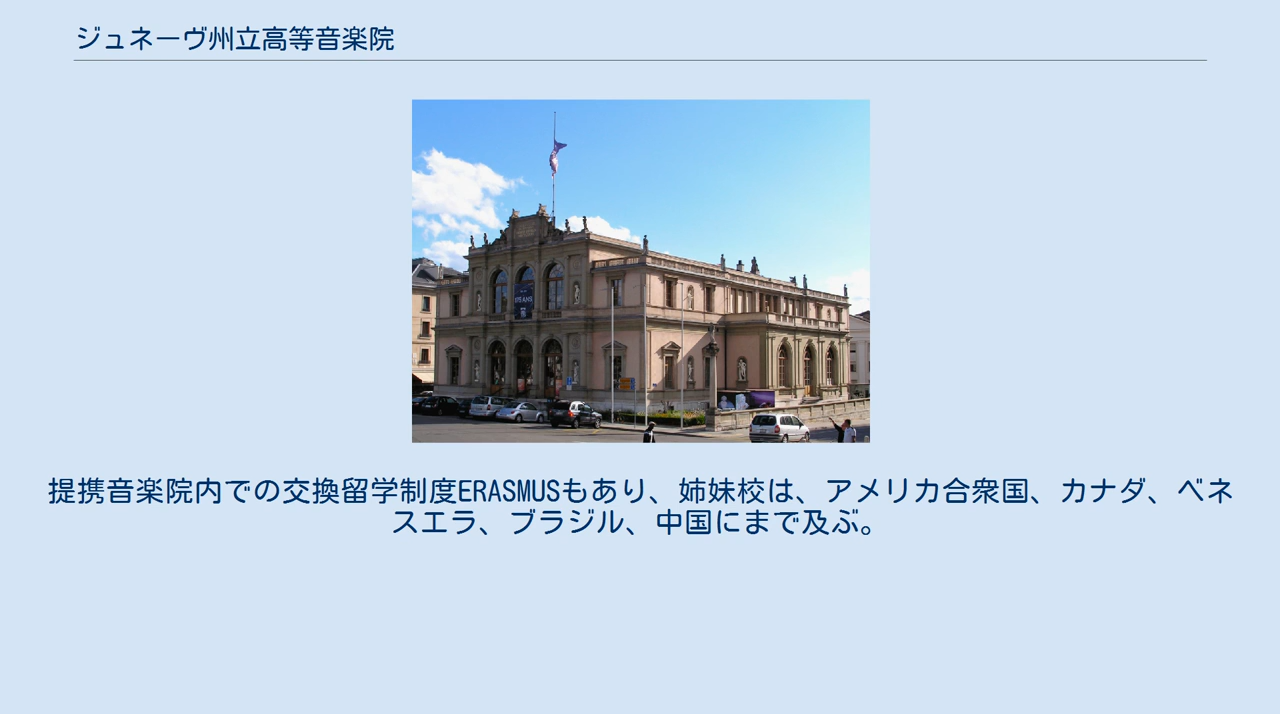 ジュネーヴ州立高等音楽院
提携音楽院内での交換留学制度ERASMUSもあり、姉妹校は、アメリカ合衆国、カナダ、ベネ
スエラ、ブラジル、中国にまで及ぶ。